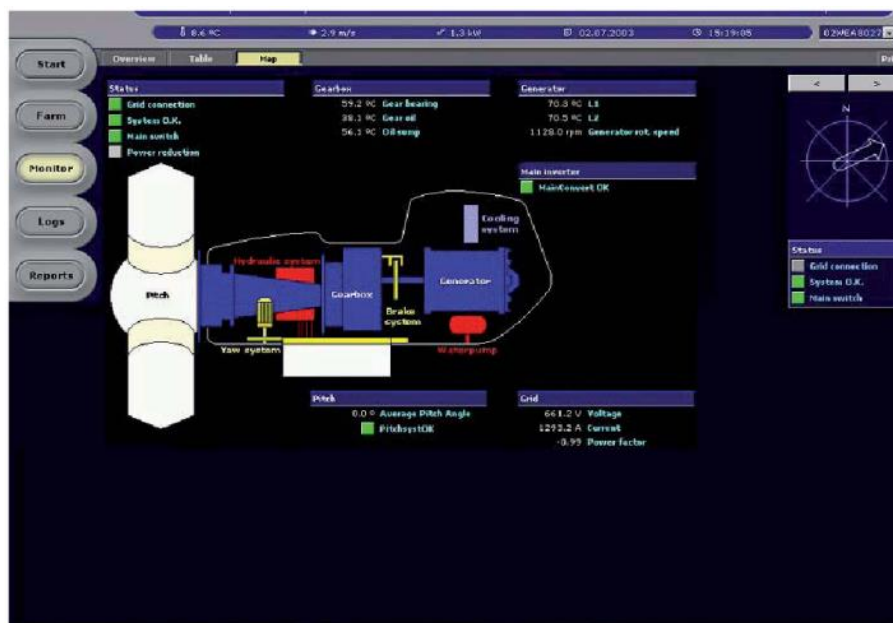 8.6 ºC 2.9 m/s 1.3 kW 02.07.2003 15:19:05 02WEA8027
Start
Farm
Monitor
Logs
Reports
Overview Table Map
Status
Grid connection
System O.K.
Main switch
Power reduction
Gearbox
59.2 ºC Gear bearing
38.1 ºC Gear oil
56.1 ºC Oil sump
Generator
70.8 ºC L1
70.5 ºC L2
1128.0 rpm Generator rot. speed
Main inverter
MainConvert OK
< >
N
Status
Grid connection
System O.K.
Main switch
Cooling system
Hydraulic system
Pitch
Gearbox
Generator
Brake system
Yaw system
Waterpump
Pitch
0.0 º Average Pitch Angle
PitchsystOK
Grid
661.2 V Voltage
1293.2 A Current
-0.99 Power factor